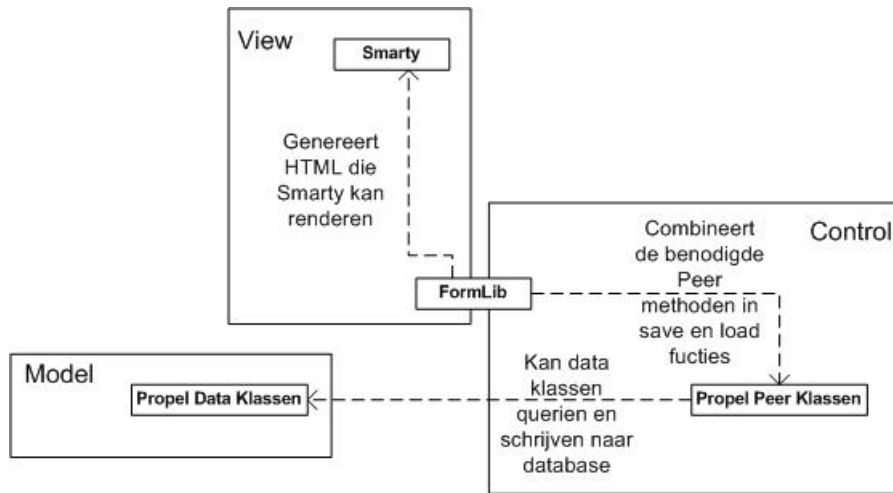 View
Smarty
Genereert
HTML die
Smarty kan
renderen
Control
Combineert
de benodigde
Peer
methoden in
save en load
fucties
FormLib
Model
Propel Data Klassen
Kan data
klassen
querien en
schrijven naar
database
Propel Peer Klassen